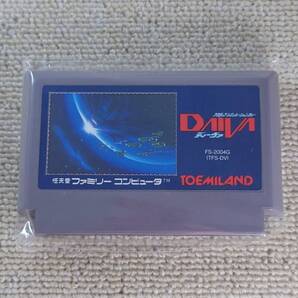 DAIVA
ディーヴァ
FS-2004G
(TFS-DV)
任天堂 ファミリー コンピュータ™
TOEMILAND